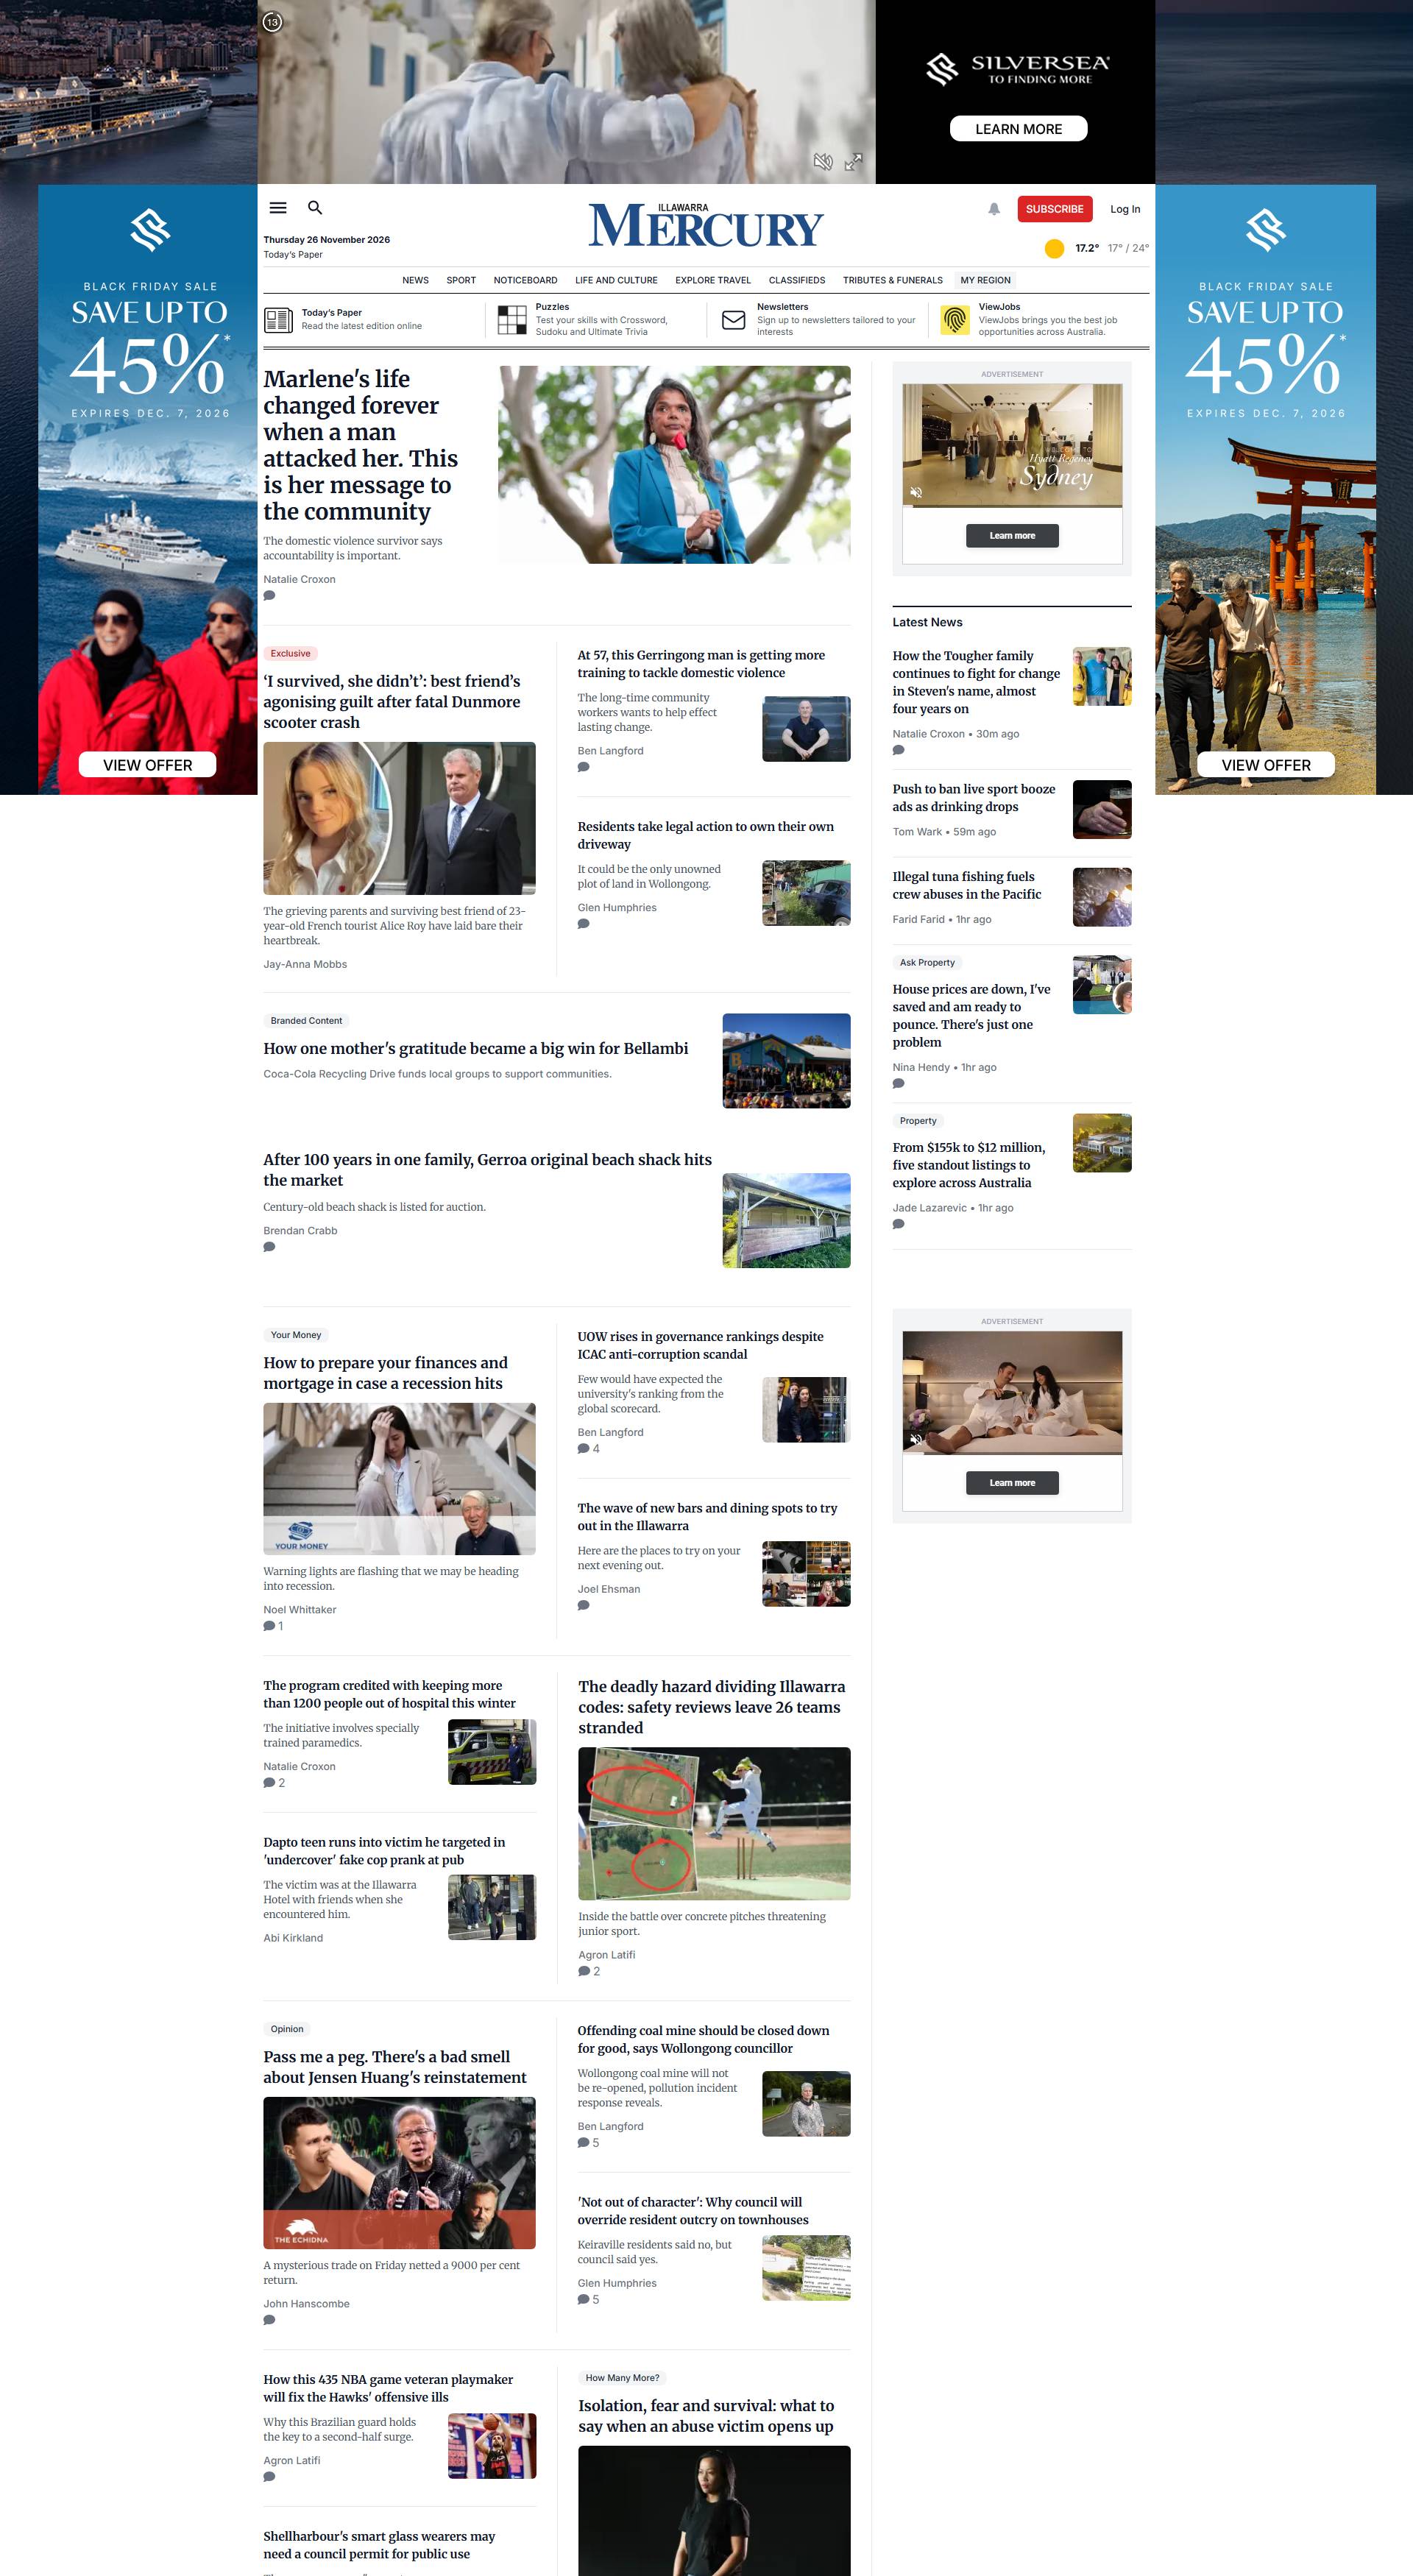 13
SILVERSEA
TO FINDING MORE
LEARN MORE
BLACK FRIDAY SALE
SAVE UP TO
45%*
EXPIRES DEC. 7, 2026
VIEW OFFER
BLACK FRIDAY SALE
SAVE UP TO
45%*
EXPIRES DEC. 7, 2026
VIEW OFFER
ILLAWARRA
MERCURY
SUBSCRIBE
Log In
Thursday 26 November 2026
Today's Paper
17.2° 17° / 24°
NEWS SPORT NOTICEBOARD LIFE AND CULTURE EXPLORE TRAVEL CLASSIFIEDS TRIBUTES & FUNERALS MY REGION
Today's Paper
Read the latest edition online
Puzzles
Test your skills with Crossword,
Sudoku and Ultimate Trivia
Newsletters
Sign up to newsletters tailored to your
interests
ViewJobs
ViewJobs brings you the best job
opportunities across Australia.
Marlene's life
changed forever
when a man
attacked her. This
is her message to
the community
The domestic violence survivor says
accountability is important.
Natalie Croxon
Exclusive
‘I survived, she didn’t’: best friend’s
agonising guilt after fatal Dunmore
scooter crash
The grieving parents and surviving best friend of 23-
year-old French tourist Alice Roy have laid bare their
heartbreak.
Jay-Anna Mobbs
At 57, this Gerringong man is getting more
training to tackle domestic violence
The long-time community
workers wants to help effect
lasting change.
Ben Langford
Residents take legal action to own their own
driveway
It could be the only unowned
plot of land in Wollongong.
Glen Humphries
Branded Content
How one mother's gratitude became a big win for Bellambi
Coca-Cola Recycling Drive funds local groups to support communities.
After 100 years in one family, Gerroa original beach shack hits
the market
Century-old beach shack is listed for auction.
Brendan Crabb
Your Money
How to prepare your finances and
mortgage in case a recession hits
YOUR MONEY
Warning lights are flashing that we may be heading
into recession.
Noel Whittaker
1
UOW rises in governance rankings despite
ICAC anti-corruption scandal
Few would have expected the
university's ranking from the
global scorecard.
Ben Langford
4
The wave of new bars and dining spots to try
out in the Illawarra
Here are the places to try on your
next evening out.
Joel Ehsman
The program credited with keeping more
than 1200 people out of hospital this winter
The initiative involves specially
trained paramedics.
Natalie Croxon
2
Dapto teen runs into victim he targeted in
'undercover' fake cop prank at pub
The victim was at the Illawarra
Hotel with friends when she
encountered him.
Abi Kirkland
The deadly hazard dividing Illawarra
codes: safety reviews leave 26 teams
stranded
Inside the battle over concrete pitches threatening
junior sport.
Agron Latifi
2
Opinion
Pass me a peg. There's a bad smell
about Jensen Huang's reinstatement
THE ECHIDNA
A mysterious trade on Friday netted a 9000 per cent
return.
John Hanscombe
Offending coal mine should be closed down
for good, says Wollongong councillor
Wollongong coal mine will not
be re-opened, pollution incident
response reveals.
Ben Langford
5
'Not out of character': Why council will
override resident outcry on townhouses
Keiraville residents said no, but
council said yes.
Glen Humphries
5
How this 435 NBA game veteran playmaker
will fix the Hawks' offensive ills
Why this Brazilian guard holds
the key to a second-half surge.
Agron Latifi
Shellharbour's smart glass wearers may
need a council permit for public use
How Many More?
Isolation, fear and survival: what to
say when an abuse victim opens up
ADVERTISEMENT
WELCOME TO
Hyatt Regency
Sydney
Learn more
Latest News
How the Tougher family
continues to fight for change
in Steven's name, almost
four years on
Natalie Croxon • 30m ago
Push to ban live sport booze
ads as drinking drops
Tom Wark • 59m ago
Illegal tuna fishing fuels
crew abuses in the Pacific
Farid Farid • 1hr ago
Ask Property
House prices are down, I've
saved and am ready to
pounce. There's just one
problem
Nina Hendy • 1hr ago
Property
From $155k to $12 million,
five standout listings to
explore across Australia
Jade Lazarevic • 1hr ago
ADVERTISEMENT
Learn more